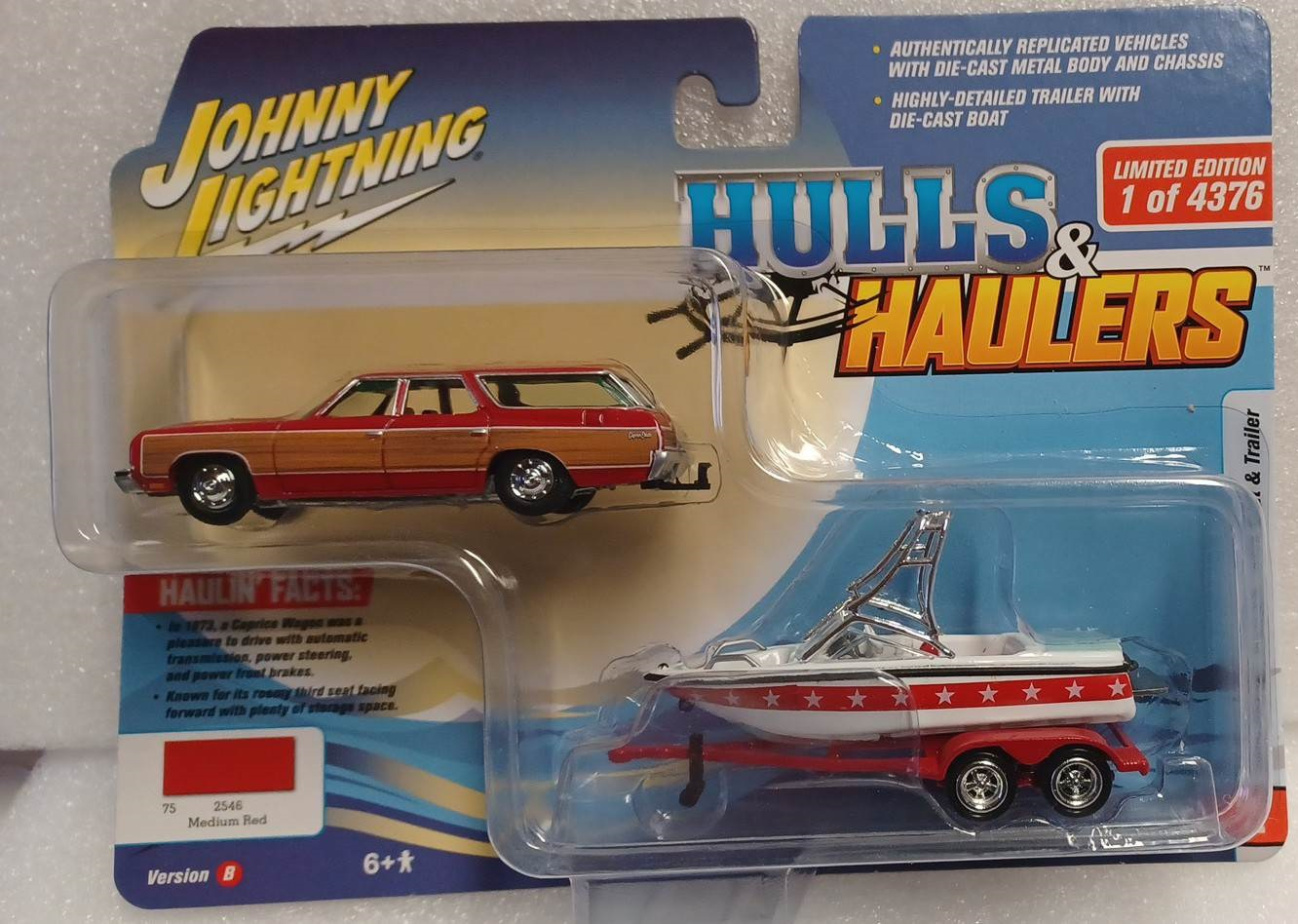 JOHNNY
LIGHTNING
• AUTHENTICALLY REPLICATED VEHICLES
WITH DIE-CAST METAL BODY AND CHASSIS
• HIGHLY-DETAILED TRAILER WITH
DIE-CAST BOAT
LIMITED EDITION
1 of 4376
HULLS
&
HAULERS™
& Trailer
HAULIN' FACTS:
• In 1973, a Caprice Wagon was a
pleasure to drive with automatic
transmission, power steering,
and power front brakes.
• Known for its roomy third seat facing
forward with plenty of storage space.
75 2546
Medium Red
Version B
6+